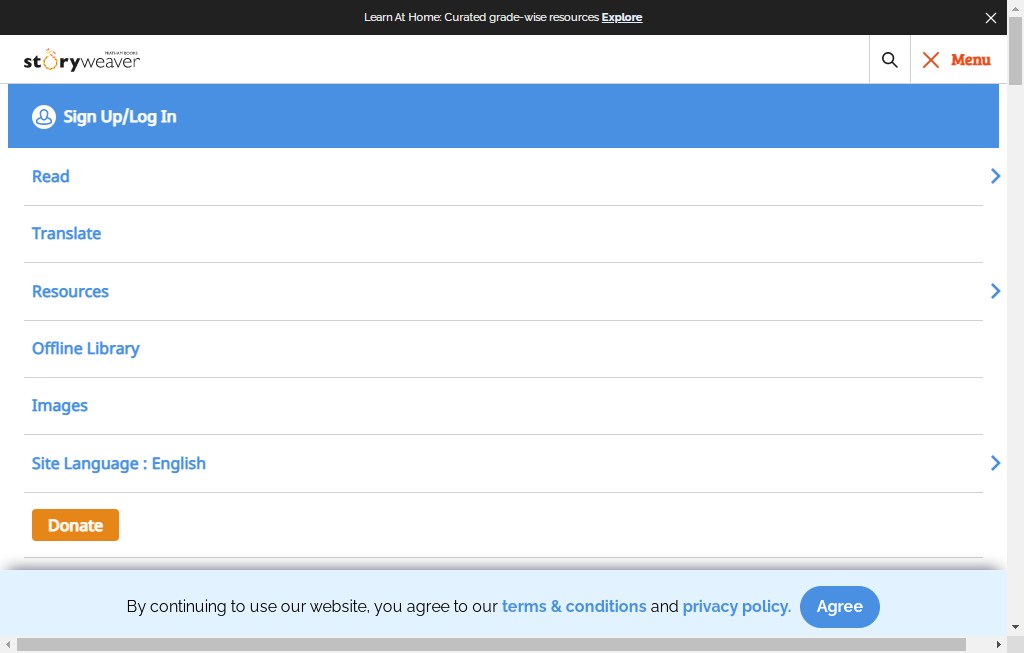 Learn At Home: Curated grade-wise resources Explore
PRATHAM BOOKS
storyweaver
Menu
Sign Up/Log In
Read
Translate
Resources
Offline Library
Images
Site Language : English
Donate
By continuing to use our website, you agree to our terms & conditions and privacy policy. Agree